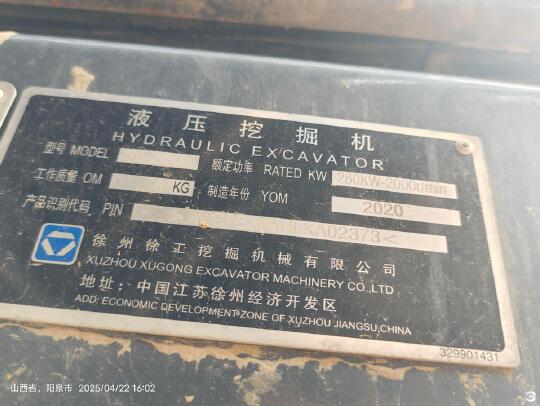 液压挖掘机
HYDRAULIC EXCAVATOR
型号 MODEL 额定功率 RATED KW 280KW-2000r/min
工作质量 OM KG 制造年份 YOM 2020
产品识别代码 PIN KA02373<
徐州徐工挖掘机械有限公司
XUZHOU XUGONG EXCAVATOR MACHINERY CO.,LTD
地址:中国江苏徐州经济开发区
ADD: ECONOMIC DEVELOPMENT ZONE OF XUZHOU JIANGSU,CHINA
329901431
山西省、阳泉市 2025/04/22 16:02